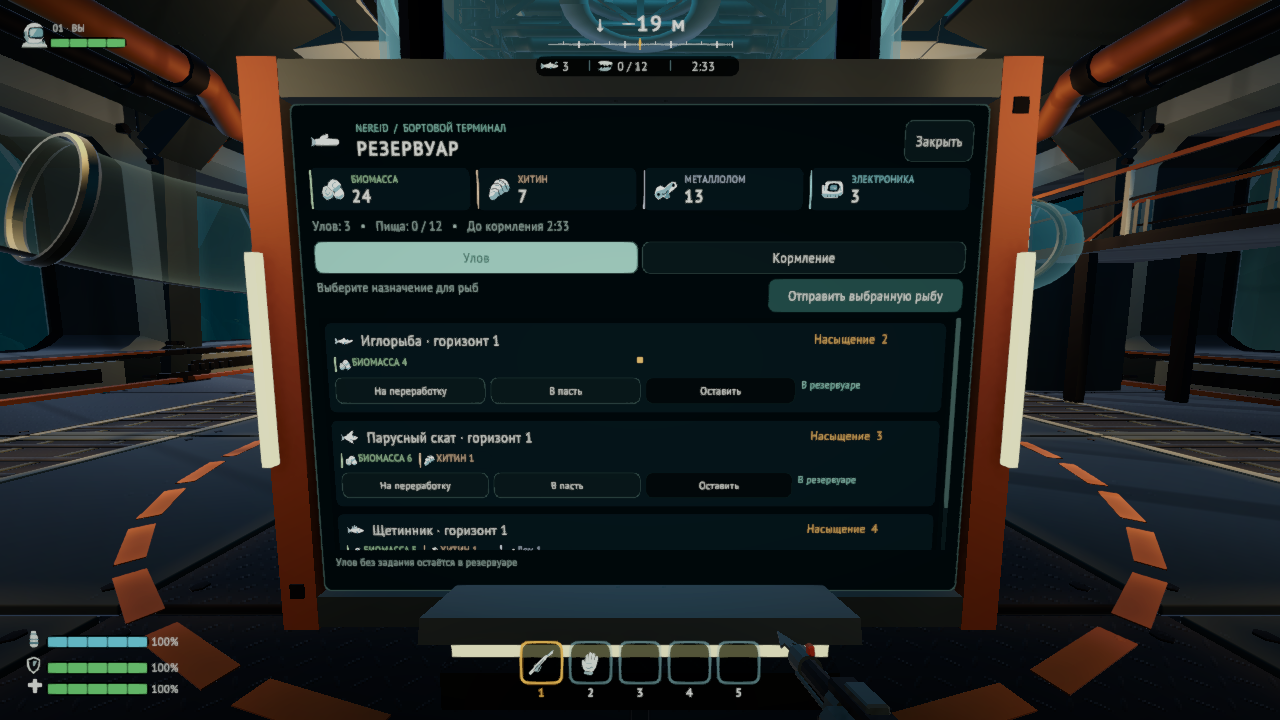 01 · ВЫ
↓ −19 м
3 | 0 / 12 | 2:33
NEREID / БОРТОВОЙ ТЕРМИНАЛ
РЕЗЕРВУАР
Закрыть
БИОМАССА
24
ХИТИН
7
МЕТАЛЛОЛОМ
13
ЭЛЕКТРОНИКА
3
Улов: 3 • Пища: 0 / 12 • До кормления 2:33
Улов
Кормление
Выберите назначение для рыб
Отправить выбранную рыбу
Иглорыба · горизонт 1
Насыщение 2
БИОМАССА 4
На переработку
В пасть
Оставить
В резервуаре
Парусный скат · горизонт 1
Насыщение 3
БИОМАССА 6 ХИТИН 1
На переработку
В пасть
Оставить
В резервуаре
Щетинник · горизонт 1
Насыщение 4
БИОМАССА 5 ХИТИН 1
Улов без задания остаётся в резервуаре
100%
100%
100%
1 2 3 4 5